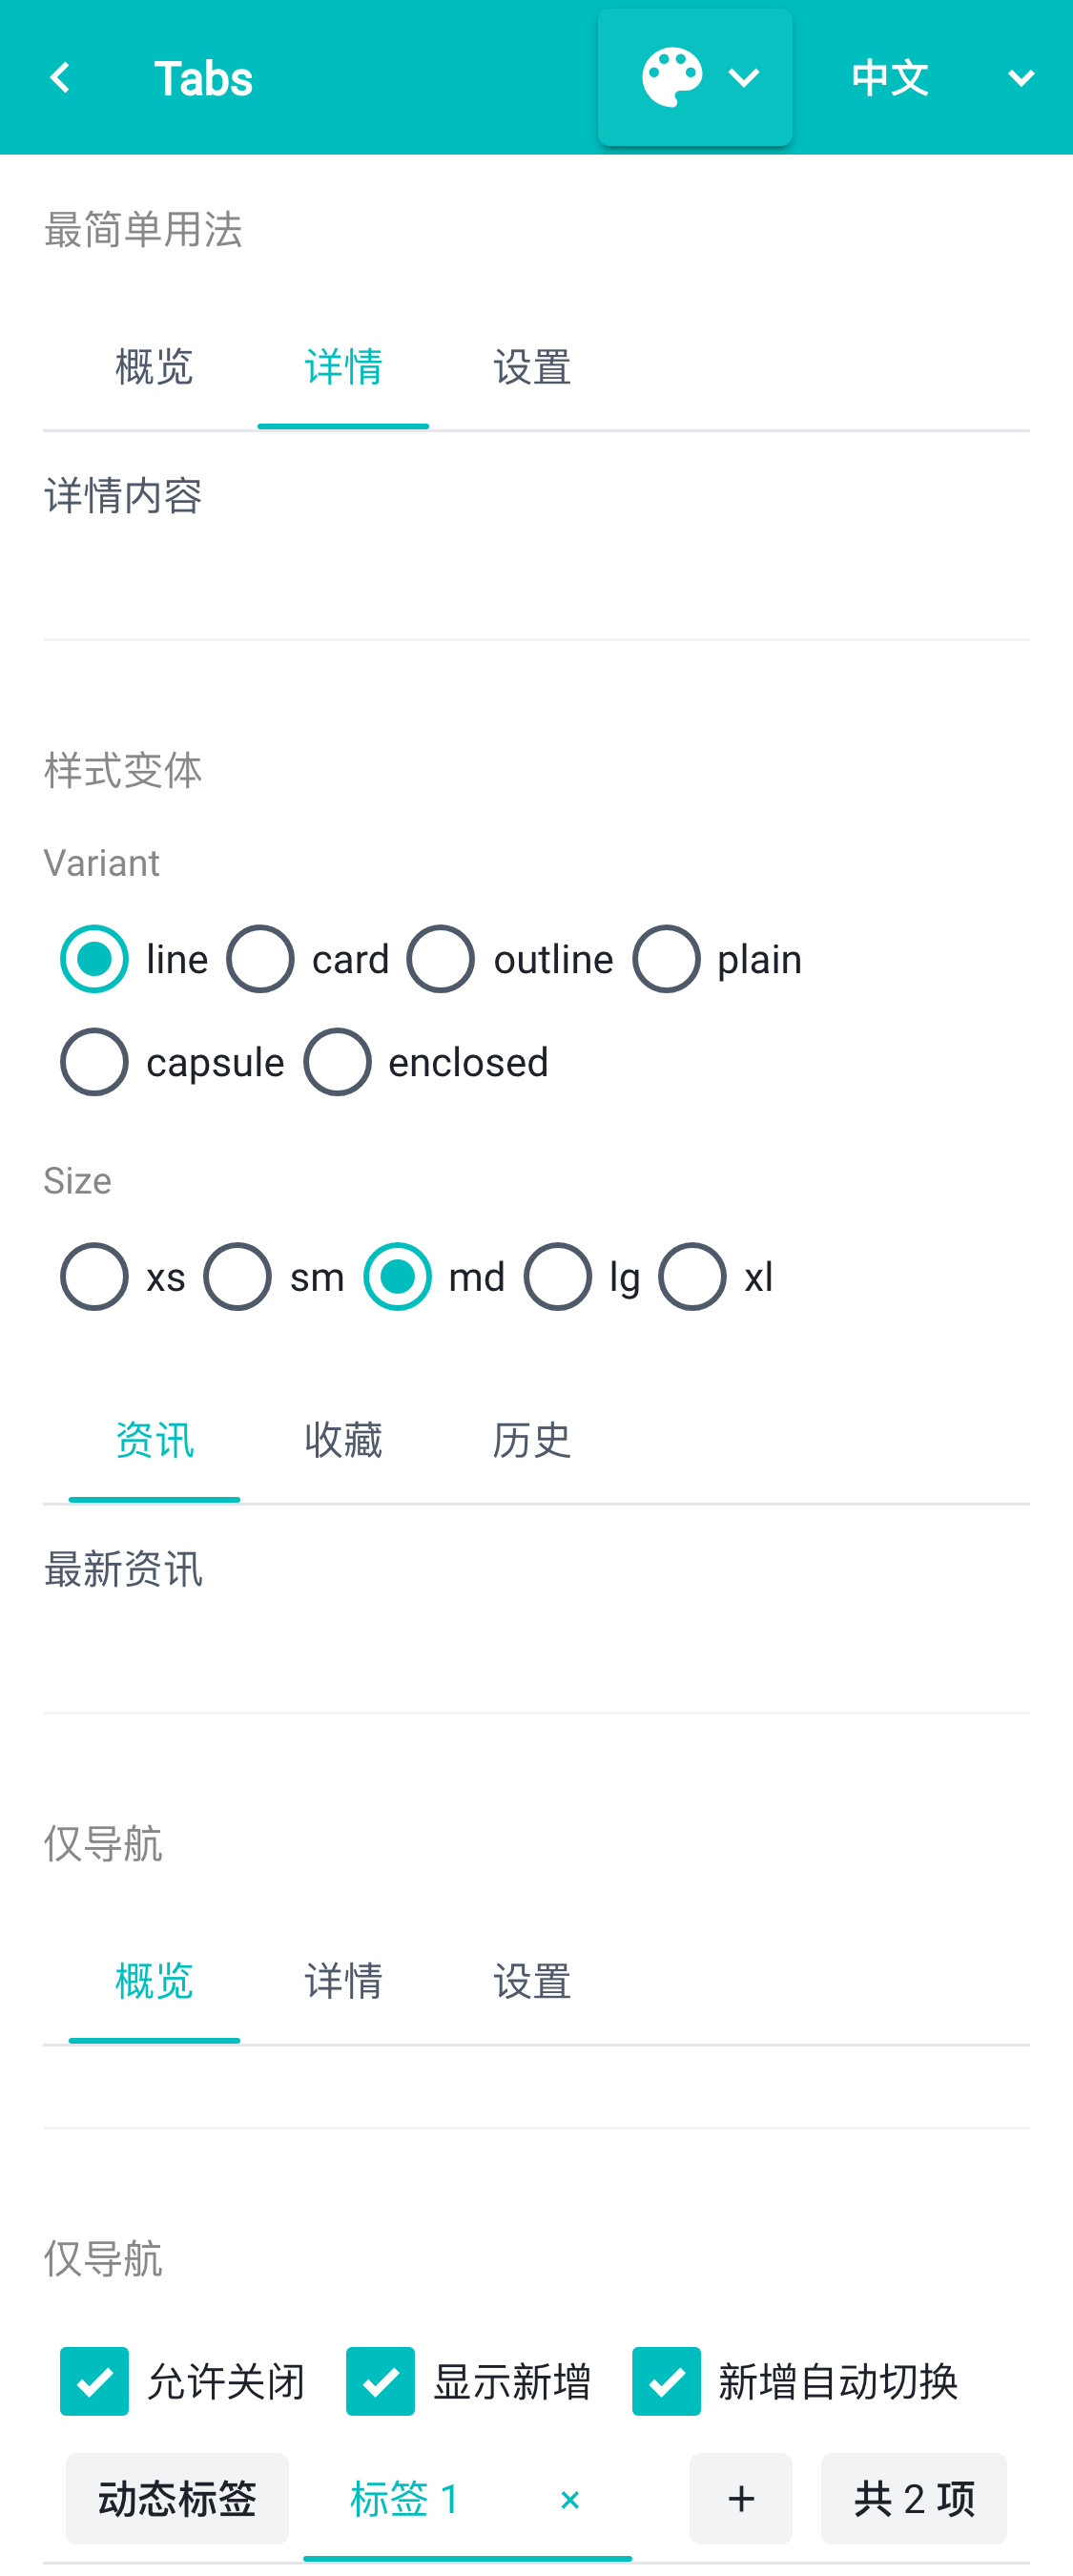 Tabs 中文
最简单用法
概览 详情 设置
详情内容
样式变体
Variant
line card outline plain
capsule enclosed
Size
xs sm md lg xl
资讯 收藏 历史
最新资讯
仅导航
概览 详情 设置
仅导航
允许关闭 显示新增 新增自动切换
动态标签 标签 1 × + 共 2 项